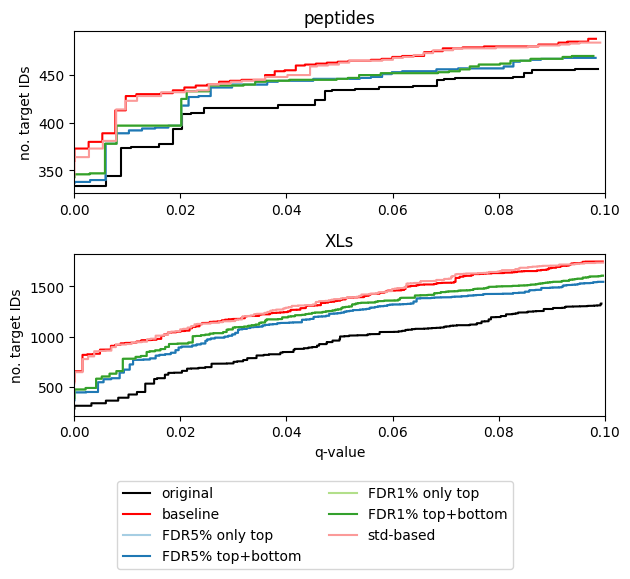 peptides
no. target IDs
450
400
350
0.00 0.02 0.04 0.06 0.08 0.10
XLs
no. target IDs
1500
1000
500
0.00 0.02 0.04 0.06 0.08 0.10
q-value
original
baseline
FDR5% only top
FDR5% top+bottom
FDR1% only top
FDR1% top+bottom
std-based